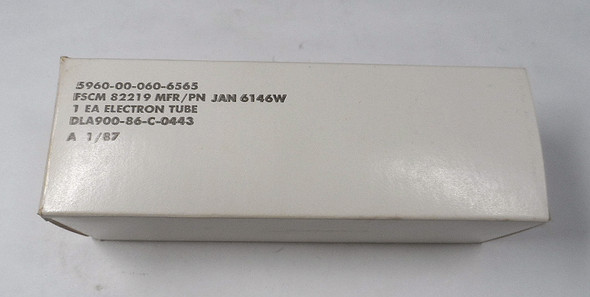 5960-00-060-6565
FSCM 82219 MFR/PN JAN 6146W
1 EA ELECTRON TUBE
DLA900-86-C-0443
A 1/87